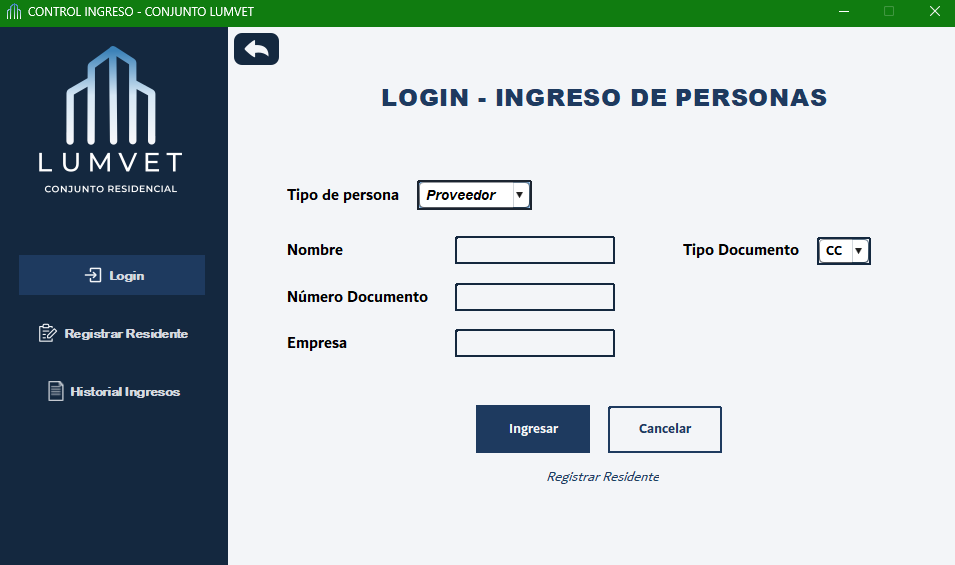 CONTROL INGRESO - CONJUNTO LUMVET
LUMVET
CONJUNTO RESIDENCIAL
Login
Registrar Residente
Historial Ingresos
LOGIN - INGRESO DE PERSONAS
Tipo de persona Proveedor
Nombre Tipo Documento CC
Número Documento
Empresa
Ingresar Cancelar
Registrar Residente